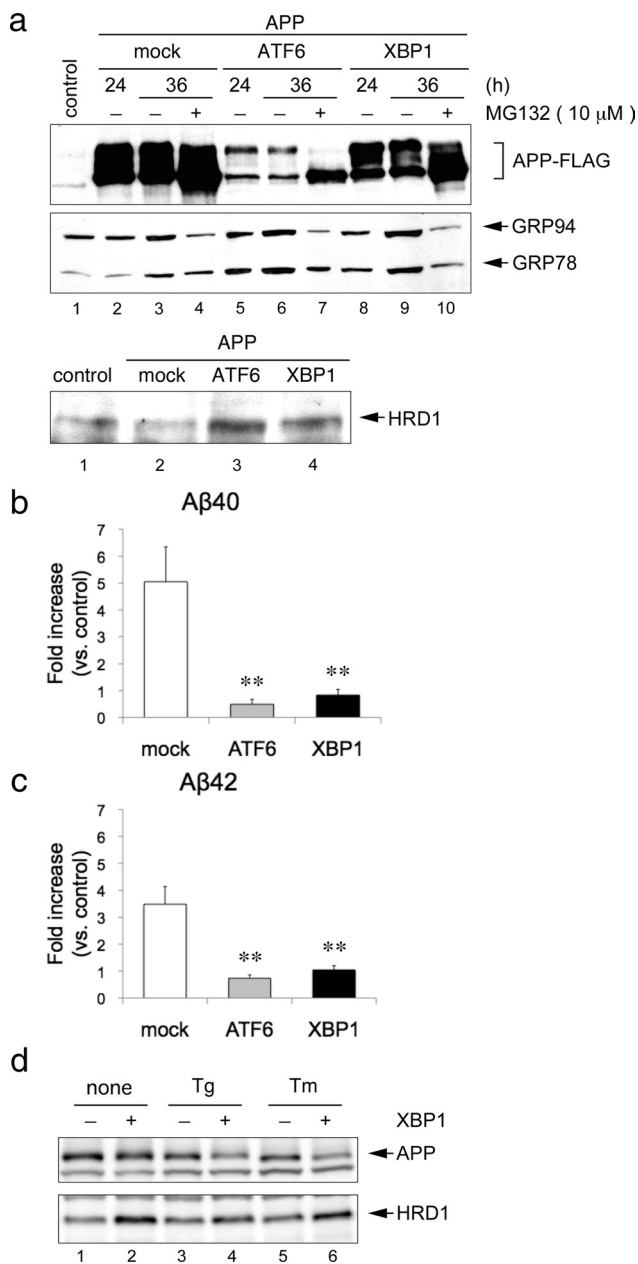 a
APP
mock ATF6 XBP1
control 24 36 24 36 24 36 (h)
– – + – – + – – + MG132 ( 10 μM )
APP-FLAG
GRP94
GRP78
1 2 3 4 5 6 7 8 9 10
APP
control mock ATF6 XBP1
HRD1
1 2 3 4
b
Aβ40
Fold increase
(vs. control)
7
6
5
4
3
2
1
0
** **
mock ATF6 XBP1
c
Aβ42
Fold increase
(vs. control)
7
6
5
4
3
2
1
0
** **
mock ATF6 XBP1
d
none Tg Tm
– + – + – + XBP1
APP
HRD1
1 2 3 4 5 6